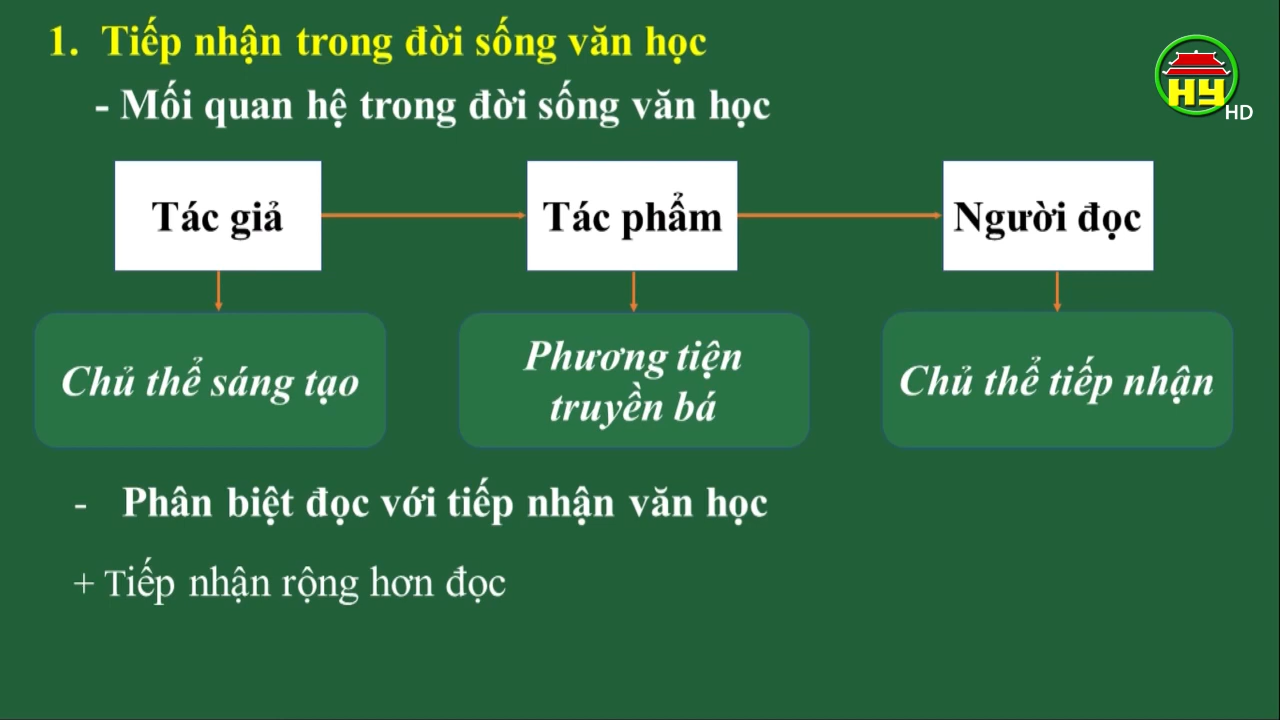 1. Tiếp nhận trong đời sống văn học
- Mối quan hệ trong đời sống văn học
HY
HD
Tác giả
Tác phẩm
Người đọc
Chủ thể sáng tạo
Phương tiện
truyền bá
Chủ thể tiếp nhận
- Phân biệt đọc với tiếp nhận văn học
+ Tiếp nhận rộng hơn đọc